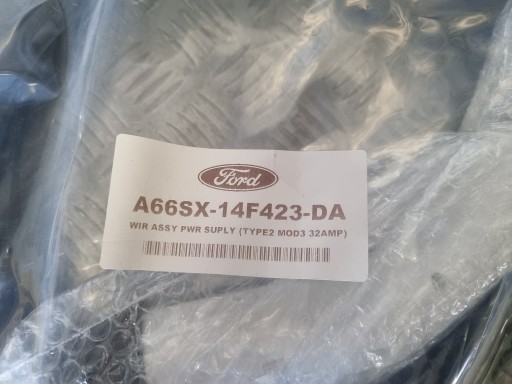 Ford
A66SX-14F423-DA
WIR ASSY PWR SUPLY (TYPE2 MOD3 32AMP)